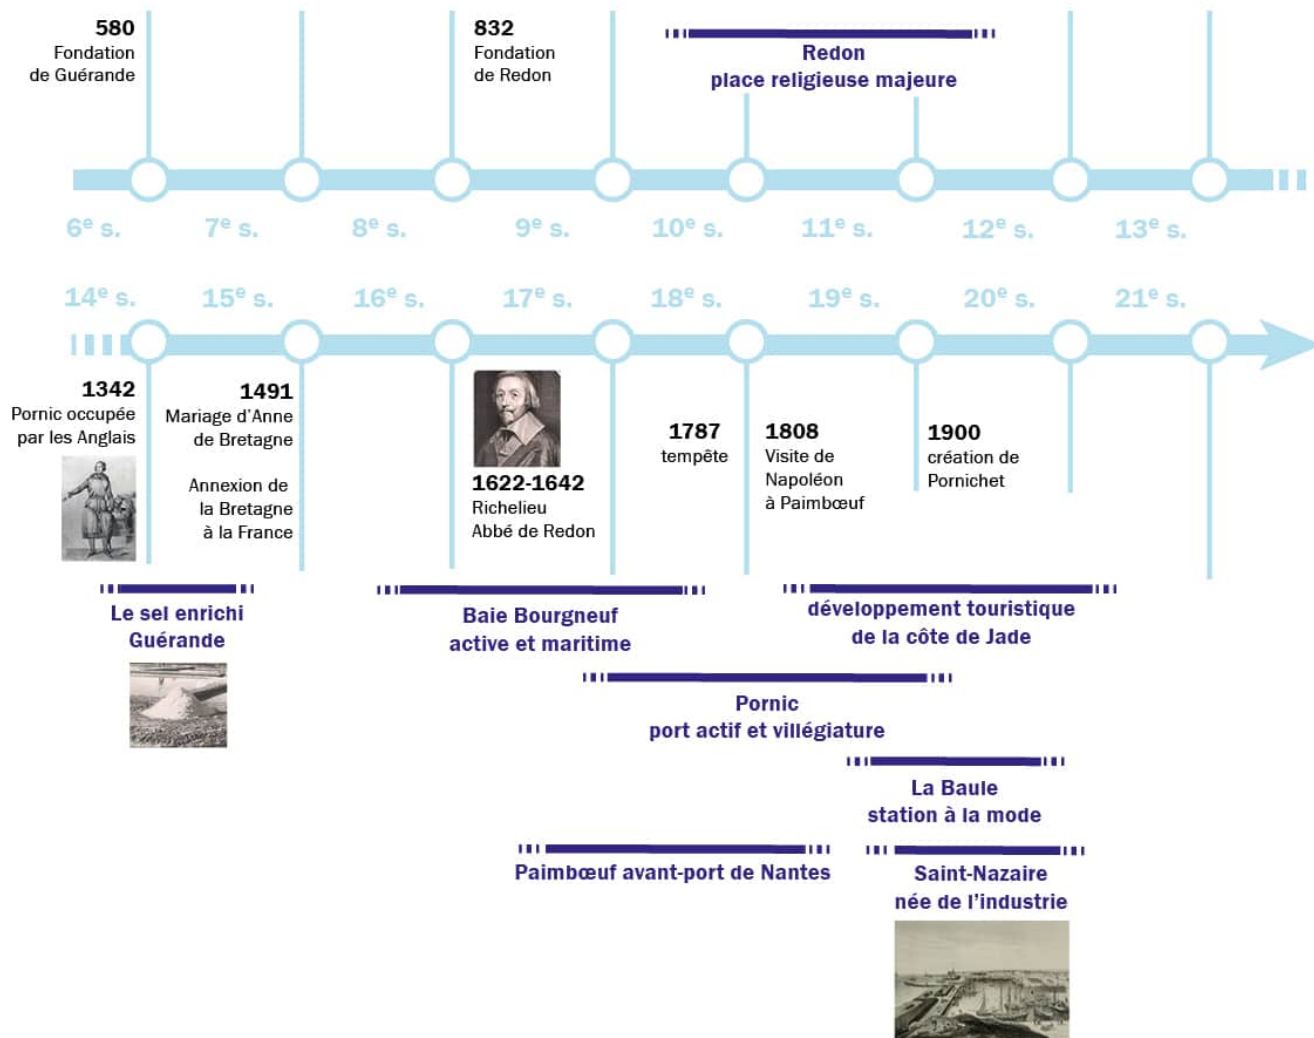 580
Fondation
de Guérande
832
Fondation
de Redon
Redon
place religieuse majeure
6e s.
7e s.
8e s.
9e s.
10e s.
11e s.
12e s.
13e s.
14e s.
15e s.
16e s.
17e s.
18e s.
19e s.
20e s.
21e s.
1342
Pornic occupée
par les Anglais
1491
Mariage d'Anne
de Bretagne
Annexion de
la Bretagne
à la France
1622-1642
Richelieu
Abbé de Redon
1787
tempête
1808
Visite de
Napoléon
à Paimbœuf
1900
création de
Pornichet
Le sel enrichi
Guérande
Baie Bourgneuf
active et maritime
développement touristique
de la côte de Jade
Pornic
port actif et villégiature
La Baule
station à la mode
Paimbœuf avant-port de Nantes
Saint-Nazaire
née de l'industrie